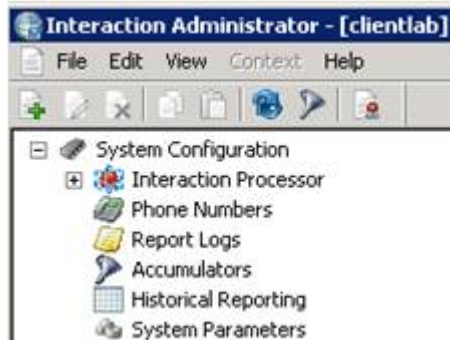 Interaction Administrator - [clientlab]
File Edit View Context Help
System Configuration
Interaction Processor
Phone Numbers
Report Logs
Accumulators
Historical Reporting
System Parameters